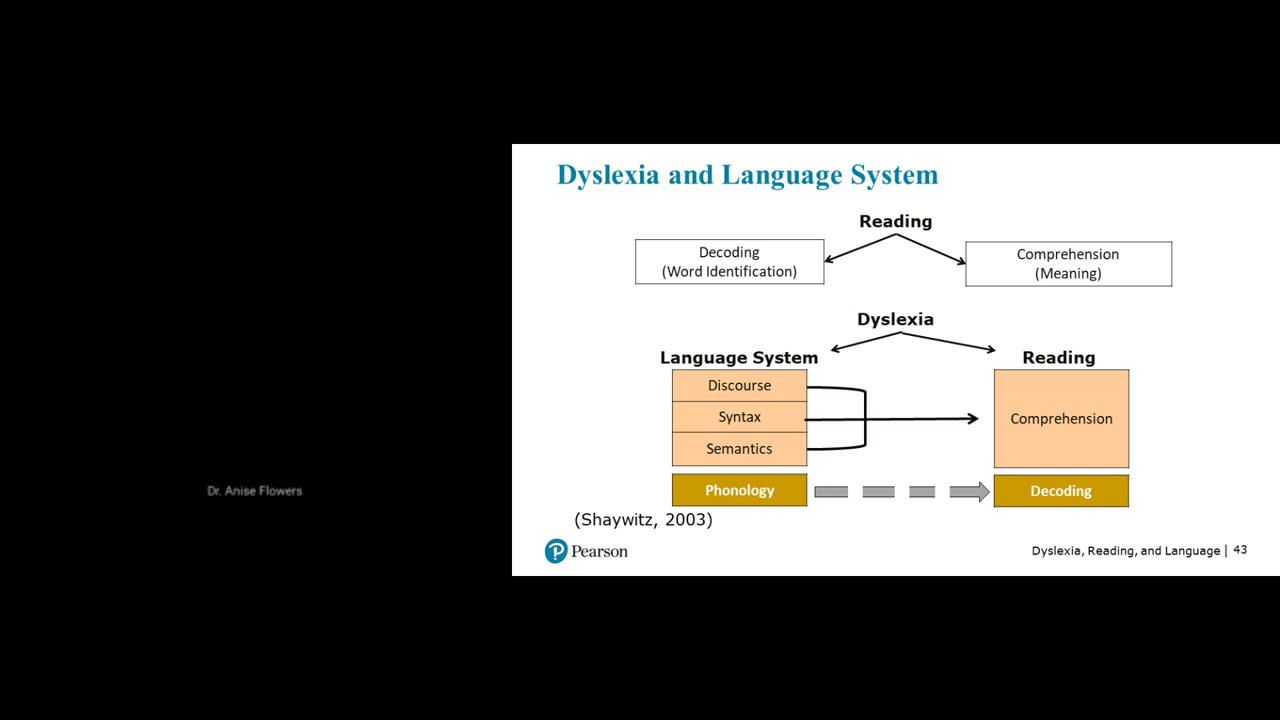 Dyslexia and Language System
Reading
Decoding
(Word Identification)
Comprehension
(Meaning)
Dyslexia
Language System
Reading
Discourse
Syntax
Semantics
Comprehension
Phonology
Decoding
Dr. Anise Flowers
(Shaywitz, 2003)
Pearson
Dyslexia, Reading, and Language | 43